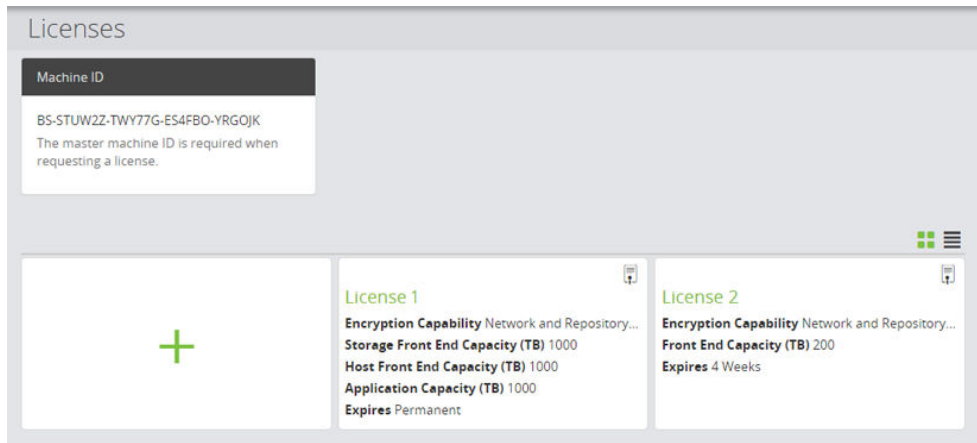 Licenses
Machine ID
BS-STUW2Z-TWY77G-ES4FBO-YRGOJK
The master machine ID is required when
requesting a license.
License 1
Encryption Capability Network and Repository...
Storage Front End Capacity (TB) 1000
Host Front End Capacity (TB) 1000
Application Capacity (TB) 1000
Expires Permanent
License 2
Encryption Capability Network and Repository...
Front End Capacity (TB) 200
Expires 4 Weeks